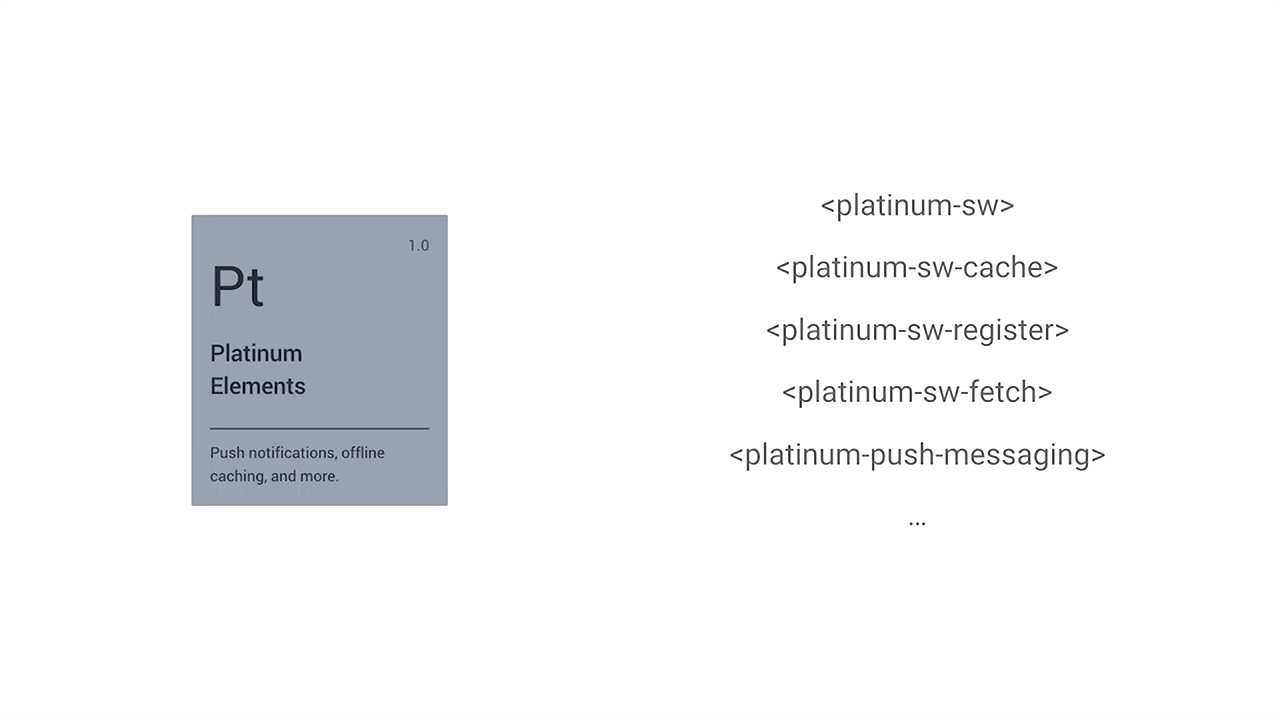 1.0
Pt
Platinum
Elements
Push notifications, offline
caching, and more.
<platinum-sw>
<platinum-sw-cache>
<platinum-sw-register>
<platinum-sw-fetch>
<platinum-push-messaging>
...